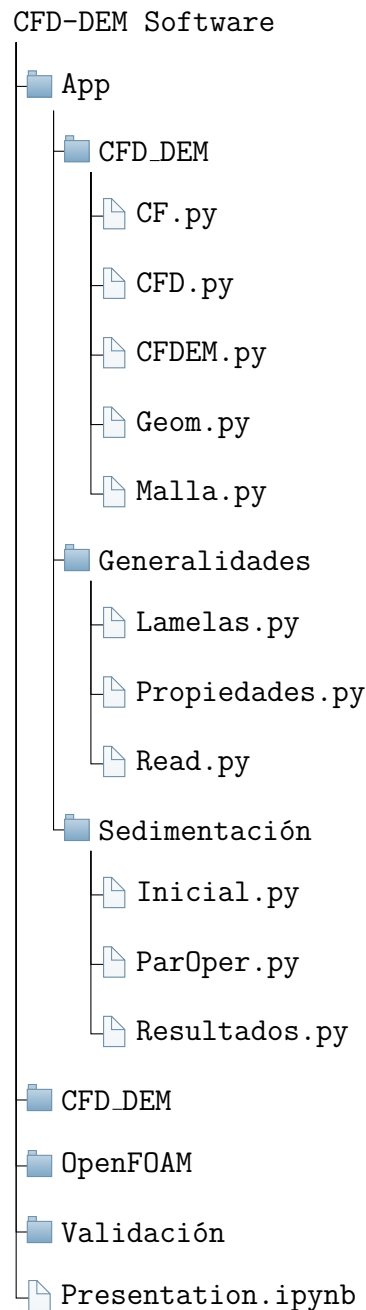 CFD-DEM Software
App
CFD_DEM
CF.py
CFD.py
CFDEM.py
Geom.py
Malla.py
Generalidades
Lamelas.py
Propiedades.py
Read.py
Sedimentación
Inicial.py
ParOper.py
Resultados.py
CFD_DEM
OpenFOAM
Validación
Presentation.ipynb